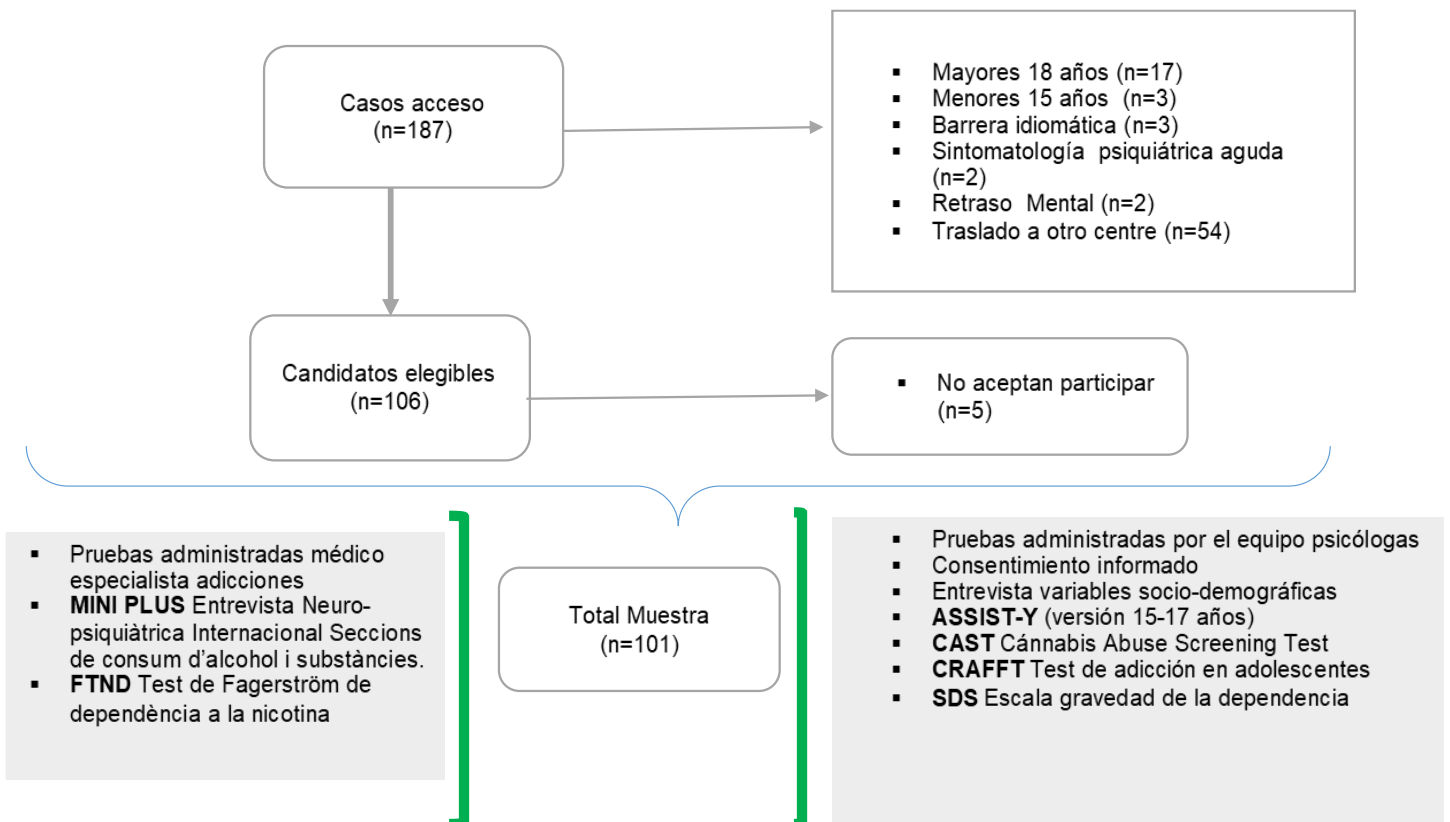 Casos acceso
(n=187)
▪ Mayores 18 años (n=17)
▪ Menores 15 años (n=3)
▪ Barrera idiomática (n=3)
▪ Sintomatología psiquiátrica aguda
(n=2)
▪ Retraso Mental (n=2)
▪ Traslado a otro centre (n=54)
Candidatos elegibles
(n=106)
▪ No aceptan participar
(n=5)
▪ Pruebas administradas médico
especialista adicciones
▪ MINI PLUS Entrevista Neuro-
psiquiàtrica Internacional Seccions
de consum d’alcohol i substàncies.
▪ FTND Test de Fagerström de
dependència a la nicotina
Total Muestra
(n=101)
▪ Pruebas administradas por el equipo psicólogas
▪ Consentimiento informado
▪ Entrevista variables socio-demográficas
▪ ASSIST-Y (versión 15-17 años)
▪ CAST Cánnabis Abuse Screening Test
▪ CRAFFT Test de adicción en adolescentes
▪ SDS Escala gravedad de la dependencia